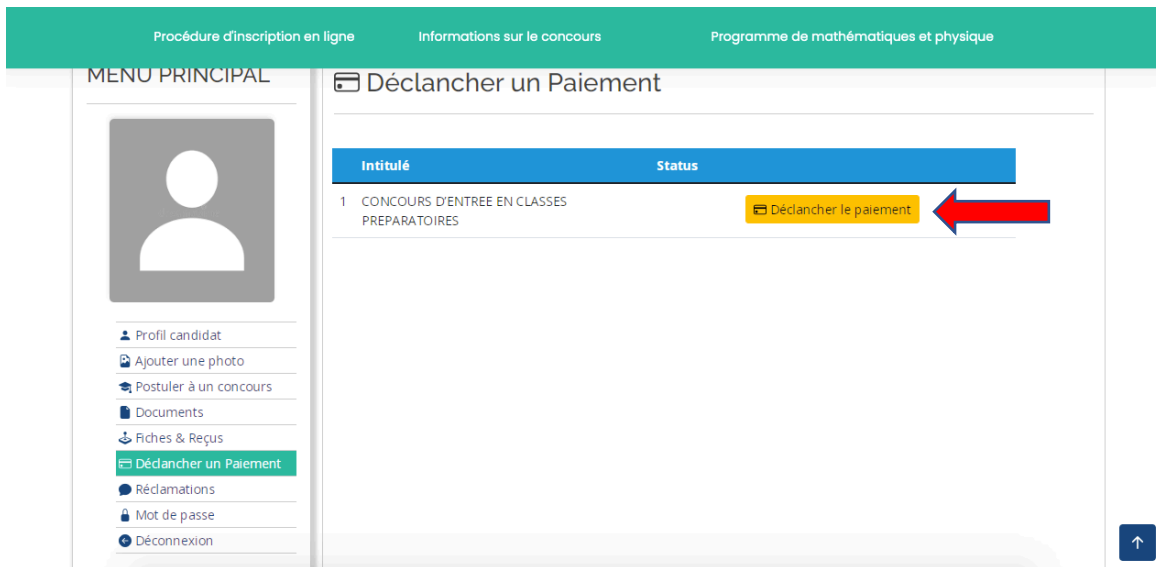 Procédure d'inscription en ligne Informations sur le concours Programme de mathématiques et physique
MENU PRINCIPAL
Profil candidat
Ajouter une photo
Postuler à un concours
Documents
Fiches & Reçus
Déclancher un Paiement
Réclamations
Mot de passe
Déconnexion
Déclancher un Paiement
Intitulé Status
1 CONCOURS D'ENTREE EN CLASSES
PREPARATOIRES
Déclancher le paiement